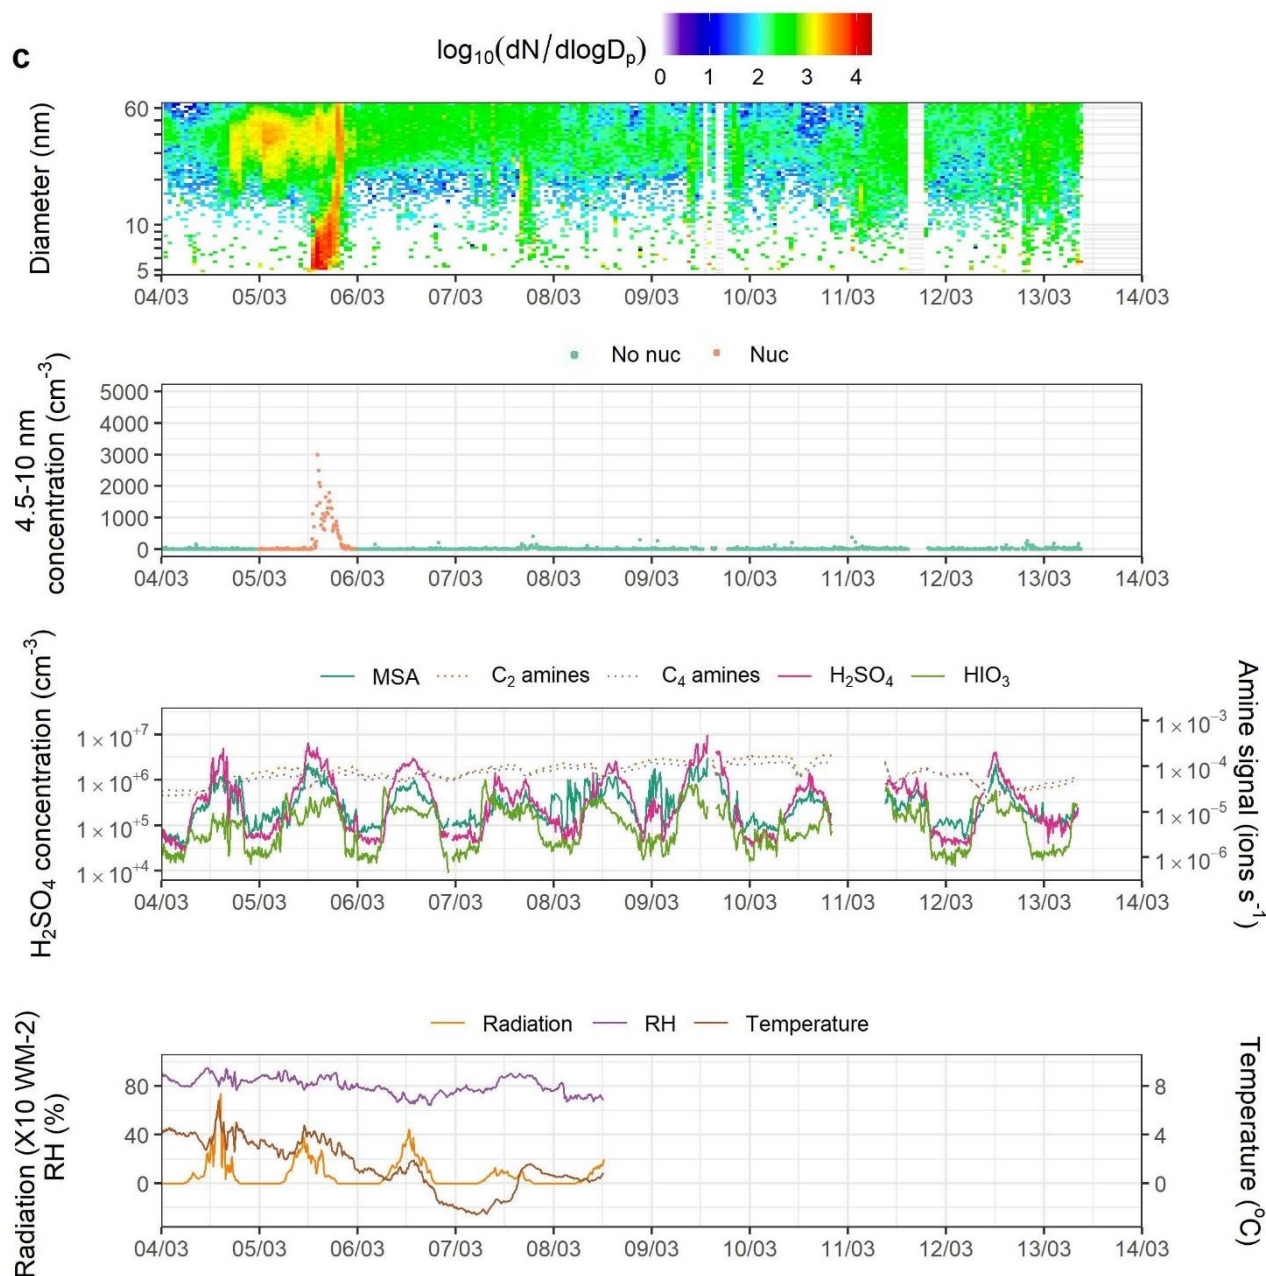 c
log₁₀(dN/dlogDₚ)
0 1 2 3 4
Diameter (nm)
60
10
5
04/03 05/03 06/03 07/03 08/03 09/03 10/03 11/03 12/03 13/03 14/03
No nuc Nuc
4.5-10 nm
concentration (cm⁻³)
5000
4000
3000
2000
1000
0
04/03 05/03 06/03 07/03 08/03 09/03 10/03 11/03 12/03 13/03 14/03
MSA C₂ amines C₄ amines H₂SO₄ HIO₃
H₂SO₄ concentration (cm⁻³)
1 × 10⁺⁷
1 × 10⁺⁶
1 × 10⁺⁵
1 × 10⁺⁴
1 × 10⁻³
1 × 10⁻⁴
1 × 10⁻⁵
1 × 10⁻⁶
Amine signal (ions s⁻¹)
04/03 05/03 06/03 07/03 08/03 09/03 10/03 11/03 12/03 13/03 14/03
Radiation RH Temperature
Radiation (X10 WM-2)
RH (%)
80
40
0
8
4
0
Temperature (°C)
04/03 05/03 06/03 07/03 08/03 09/03 10/03 11/03 12/03 13/03 14/03